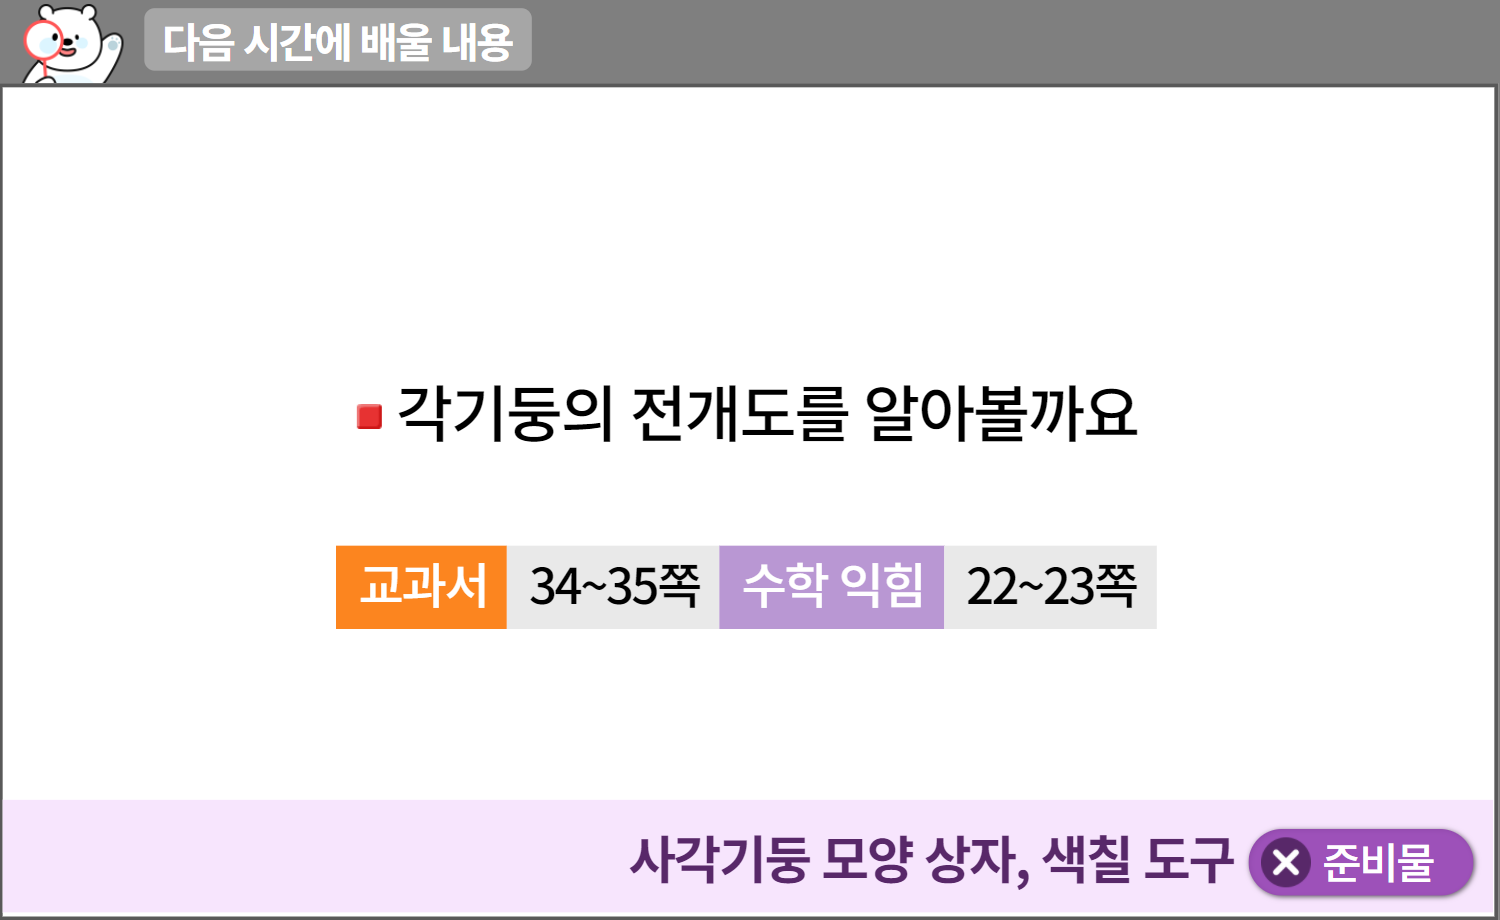 다음 시간에 배울 내용
각기둥의 전개도를 알아볼까요
교과서 34~35쪽 수학 익힘 22~23쪽
사각기둥 모양 상자, 색칠 도구 준비물